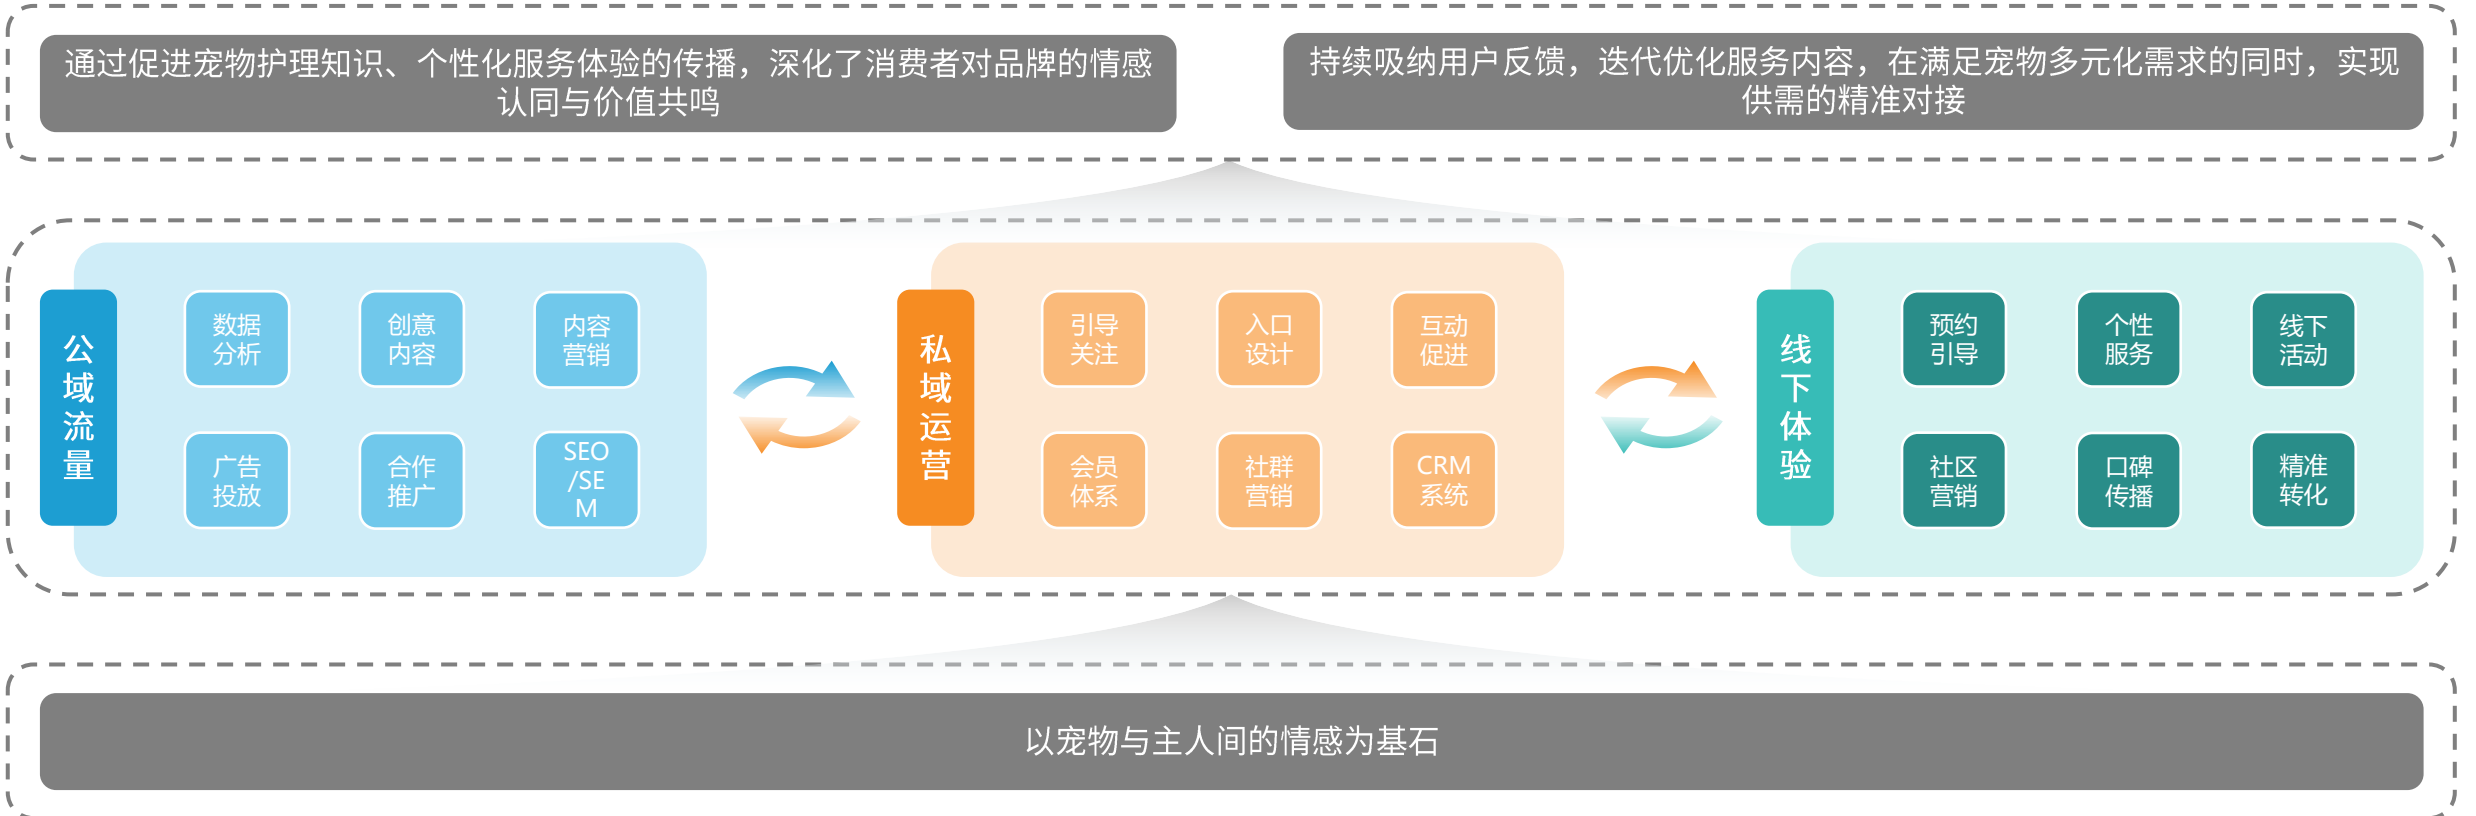 通过促进宠物护理知识、个性化服务体验的传播，深化了消费者对品牌的情感
认同与价值共鸣
持续吸纳用户反馈，迭代优化服务内容，在满足宠物多元化需求的同时，实现
供需的精准对接
公
域
流
量
数据
分析
创意
内容
内容
营销
广告
投放
合作
推广
SEO
/SE
M
私
域
运
营
引导
关注
入口
设计
互动
促进
会员
体系
社群
营销
CRM
系统
线
下
体
验
预约
引导
个性
服务
线下
活动
社区
营销
口碑
传播
精准
转化
以宠物与主人间的情感为基石